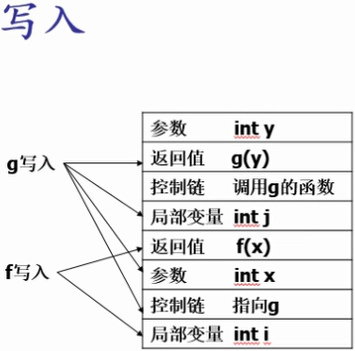 写入
参数 int y
返回值 g(y)
g写入
控制链 调用g的函数
局部变量 int j
返回值 f(x)
f写入
参数 int x
控制链 指向g
局部变量 int i